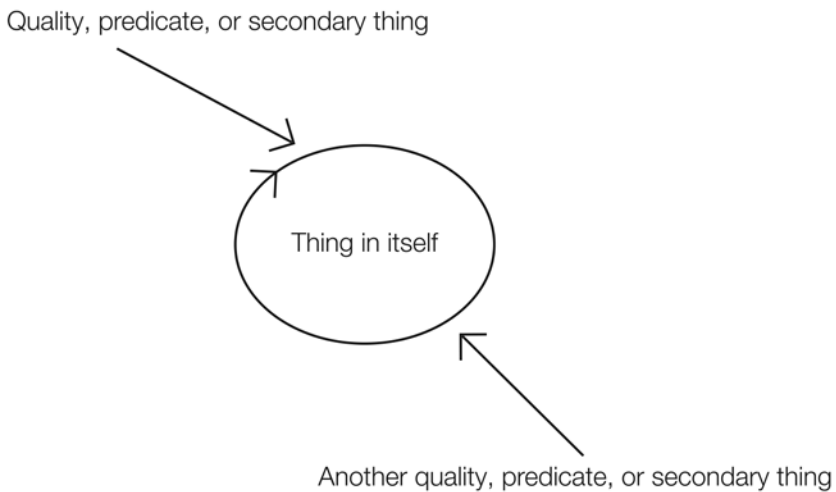 Quality, predicate, or secondary thing
Thing in itself
Another quality, predicate, or secondary thing